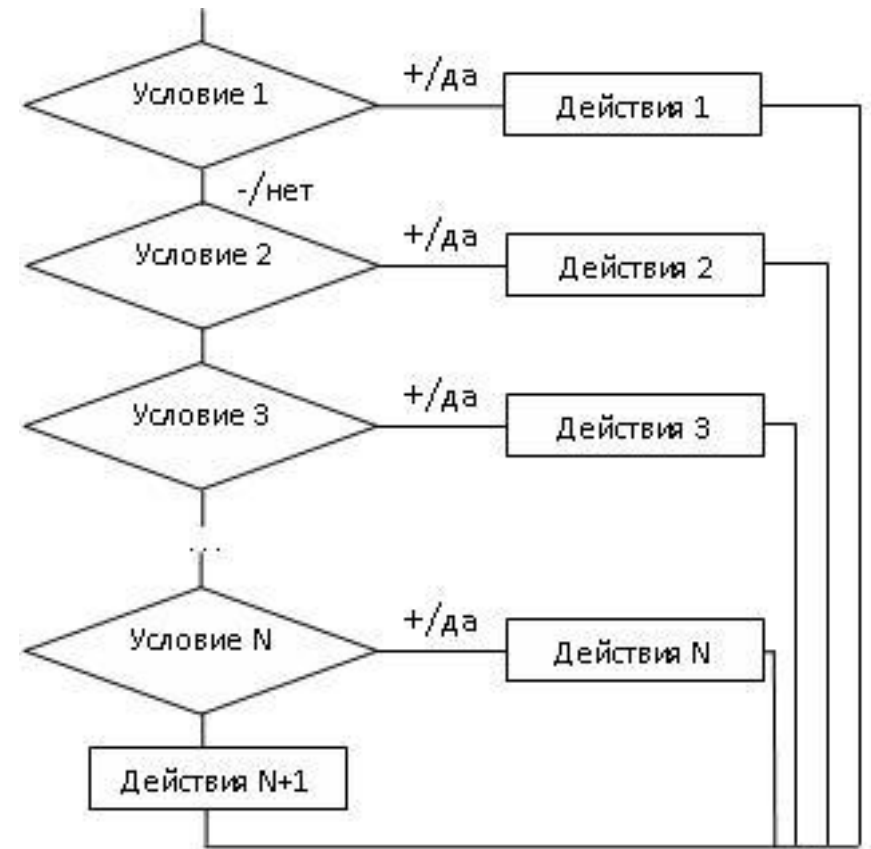 +/да
Условие 1
Действия 1
-/нет
+/да
Условие 2
Действия 2
+/да
Условие 3
Действия 3
...
+/да
Условие N
Действия N
Действия N+1